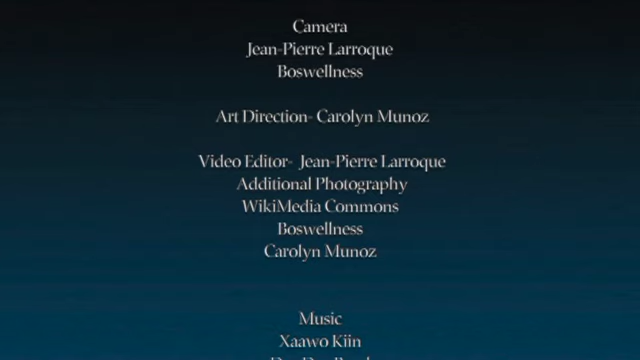 Camera
Jean-Pierre Larroque
Boswellness
Art Direction- Carolyn Munoz
Video Editor- Jean-Pierre Larroque
Additional Photography
WikiMedia Commons
Boswellness
Carolyn Munoz
Music
Xaawo Kiin